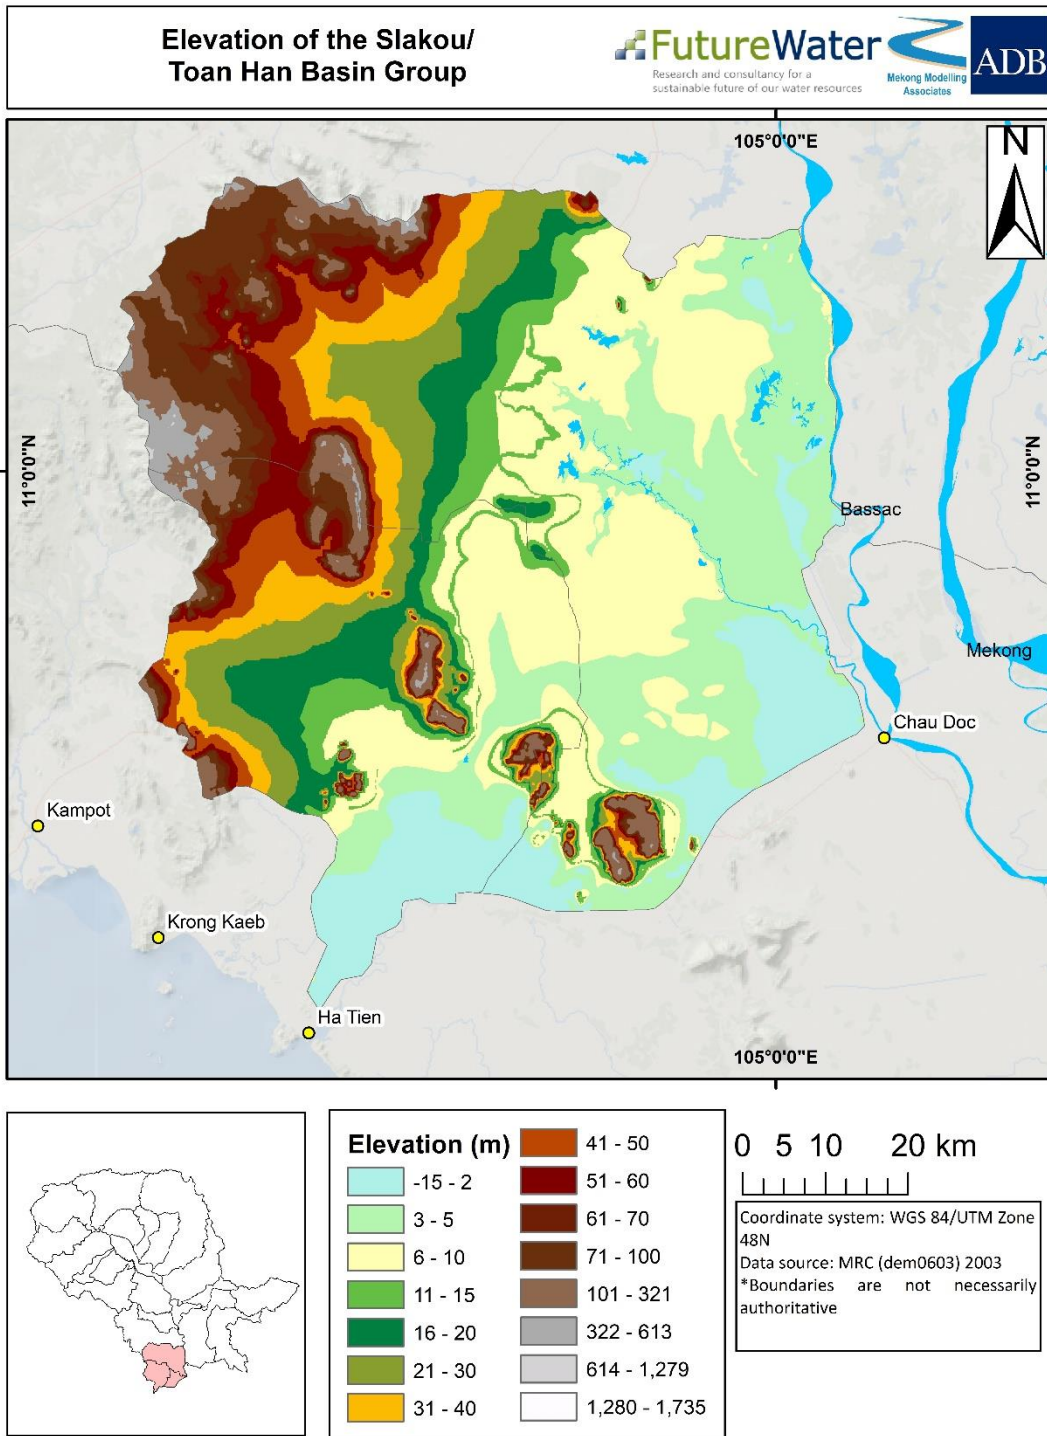 Elevation of the Slakou/
Toan Han Basin Group
FutureWater
Research and consultancy for a
sustainable future of our water resources
Mekong Modelling
Associates
ADB
105°0'0"E
N
11°0'0"N
11°0'0"N
Bassac
Mekong
Chau Doc
Kampot
Krong Kaeb
Ha Tien
105°0'0"E
Elevation (m)
-15 - 2
3 - 5
6 - 10
11 - 15
16 - 20
21 - 30
31 - 40
41 - 50
51 - 60
61 - 70
71 - 100
101 - 321
322 - 613
614 - 1,279
1,280 - 1,735
0 5 10 20 km
Coordinate system: WGS 84/UTM Zone
48N
Data source: MRC (dem0603) 2003
*Boundaries are not necessarily
authoritative